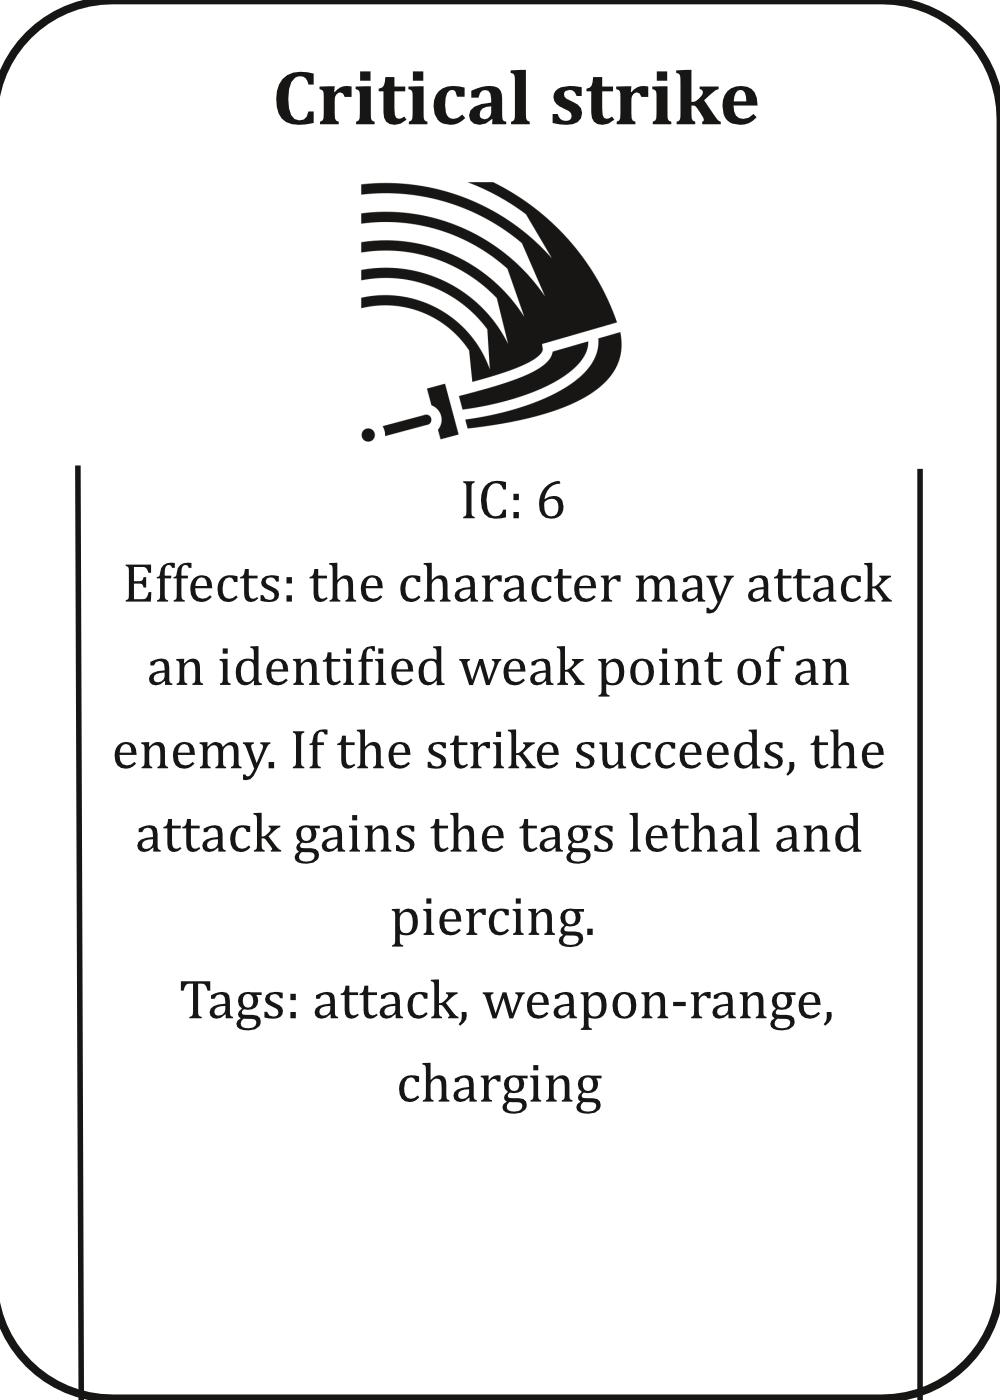 Critical strike
IC: 6
Effects: the character may attack
an identified weak point of an
enemy. If the strike succeeds, the
attack gains the tags lethal and
piercing.
Tags: attack, weapon-range,
charging